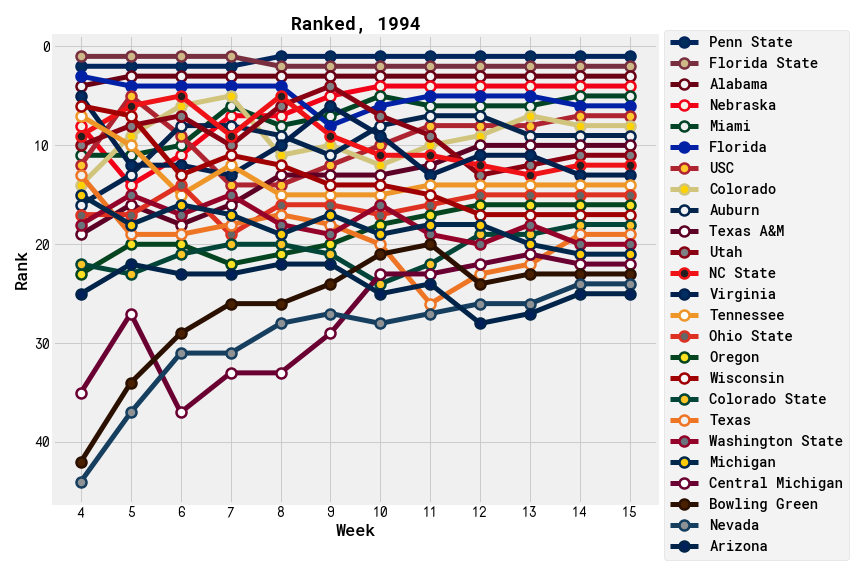 Ranked, 1994
0
10
20
30
40
Rank
4 5 6 7 8 9 10 11 12 13 14 15
Week
Penn State
Florida State
Alabama
Nebraska
Miami
Florida
USC
Colorado
Auburn
Texas A&M
Utah
NC State
Virginia
Tennessee
Ohio State
Oregon
Wisconsin
Colorado State
Texas
Washington State
Michigan
Central Michigan
Bowling Green
Nevada
Arizona